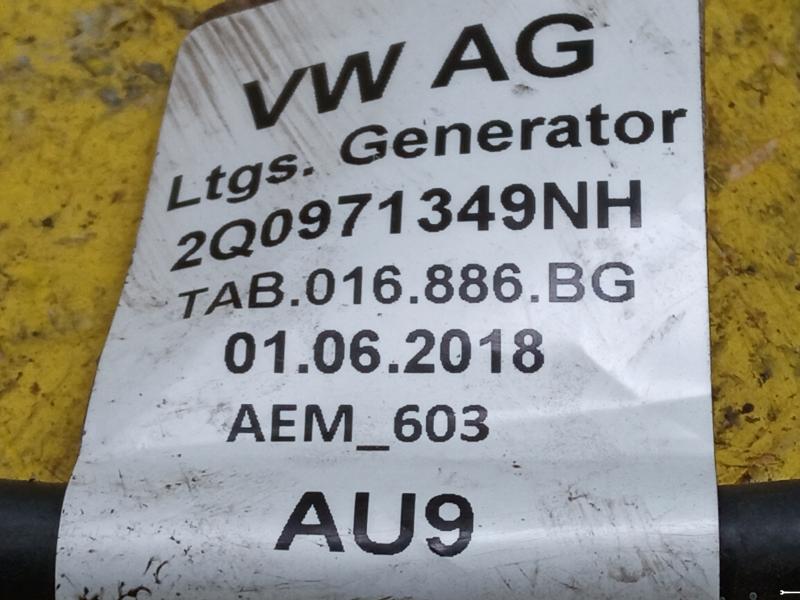 VW AG
Ltgs. Generator
2Q0971349NH
TAB.016.886.BG
01.06.2018
AEM_603
AU9